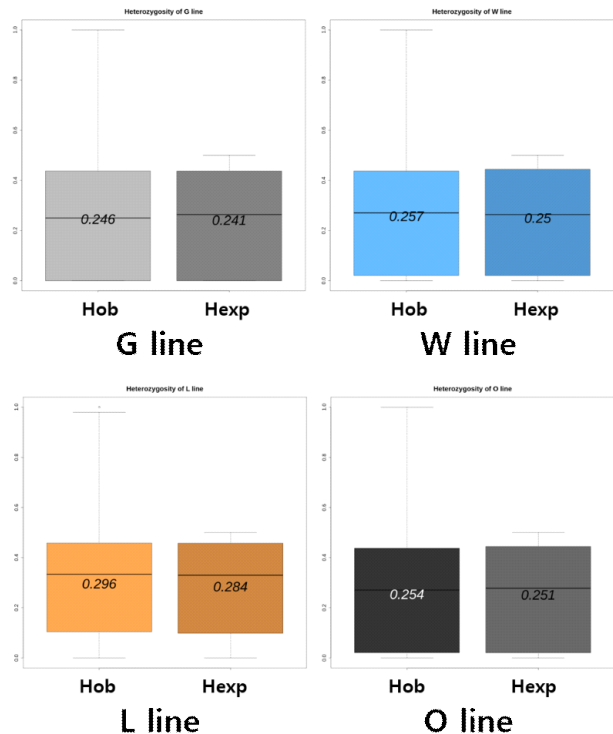 Heterozygosity of G line
1.0
0.8
0.6
0.4
0.2
0.0
0.246
0.241
Hob Hexp
G line
Heterozygosity of W line
1.0
0.8
0.6
0.4
0.2
0.0
0.257
0.25
Hob Hexp
W line
Heterozygosity of L line
1.0
0.8
0.6
0.4
0.2
0.0
0.296
0.284
Hob Hexp
L line
Heterozygosity of O line
1.0
0.8
0.6
0.4
0.2
0.0
0.254
0.251
Hob Hexp
O line